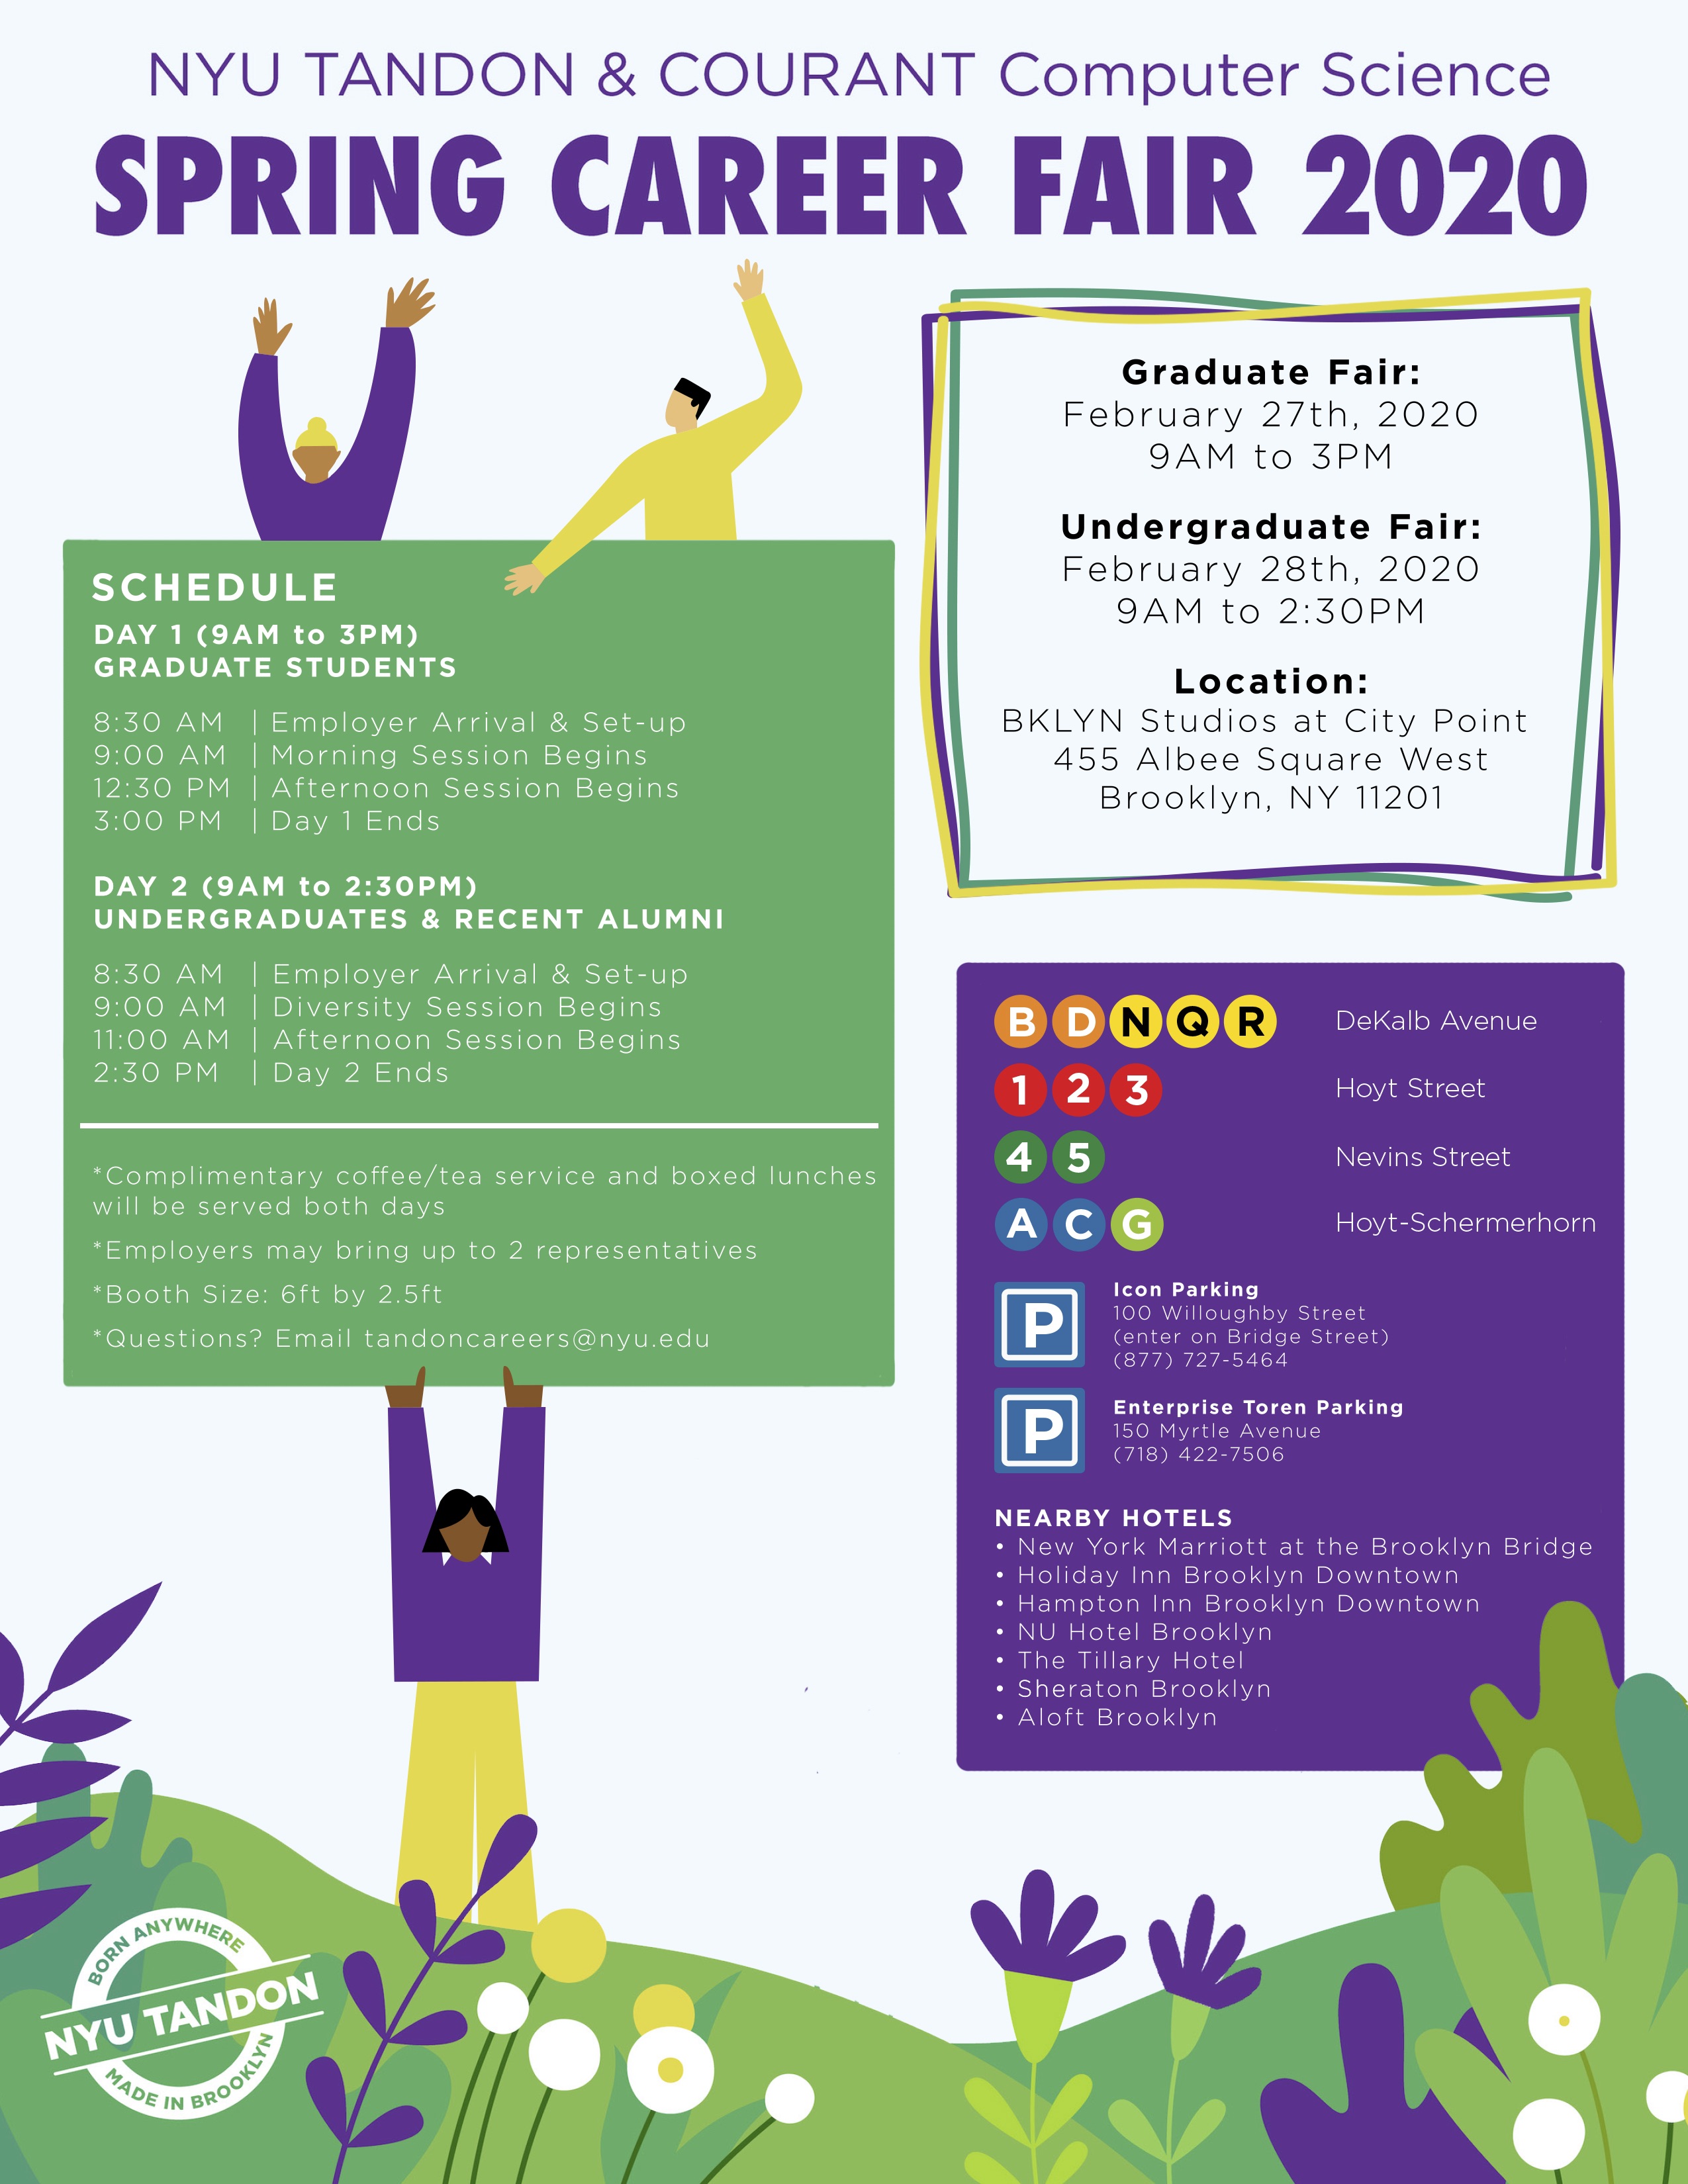 NYU TANDON & COURANT Computer Science
SPRING CAREER FAIR 2020
Graduate Fair:
February 27th, 2020
9AM to 3PM
Undergraduate Fair:
February 28th, 2020
9AM to 2:30PM
Location:
BKLYN Studios at City Point
455 Albee Square West
Brooklyn, NY 11201
SCHEDULE
DAY 1 (9AM to 3PM)
GRADUATE STUDENTS
8:30 AM | Employer Arrival & Set-up
9:00 AM | Morning Session Begins
12:30 PM | Afternoon Session Begins
3:00 PM | Day 1 Ends
DAY 2 (9AM to 2:30PM)
UNDERGRADUATES & RECENT ALUMNI
8:30 AM | Employer Arrival & Set-up
9:00 AM | Diversity Session Begins
11:00 AM | Afternoon Session Begins
2:30 PM | Day 2 Ends
*Complimentary coffee/tea service and boxed lunches
will be served both days
*Employers may bring up to 2 representatives
*Booth Size: 6ft by 2.5ft
*Questions? Email tandoncareers@nyu.edu
B D N Q R DeKalb Avenue
1 2 3 Hoyt Street
4 5 Nevins Street
A C G Hoyt-Schermerhorn
P
Icon Parking
100 Willoughby Street
(enter on Bridge Street)
(877) 727-5464
P
Enterprise Toren Parking
150 Myrtle Avenue
(718) 422-7506
NEARBY HOTELS
• New York Marriott at the Brooklyn Bridge
• Holiday Inn Brooklyn Downtown
• Hampton Inn Brooklyn Downtown
• NU Hotel Brooklyn
• The Tillary Hotel
• Sheraton Brooklyn
• Aloft Brooklyn
BORN ANYWHERE
NYU TANDON
MADE IN BROOKLYN